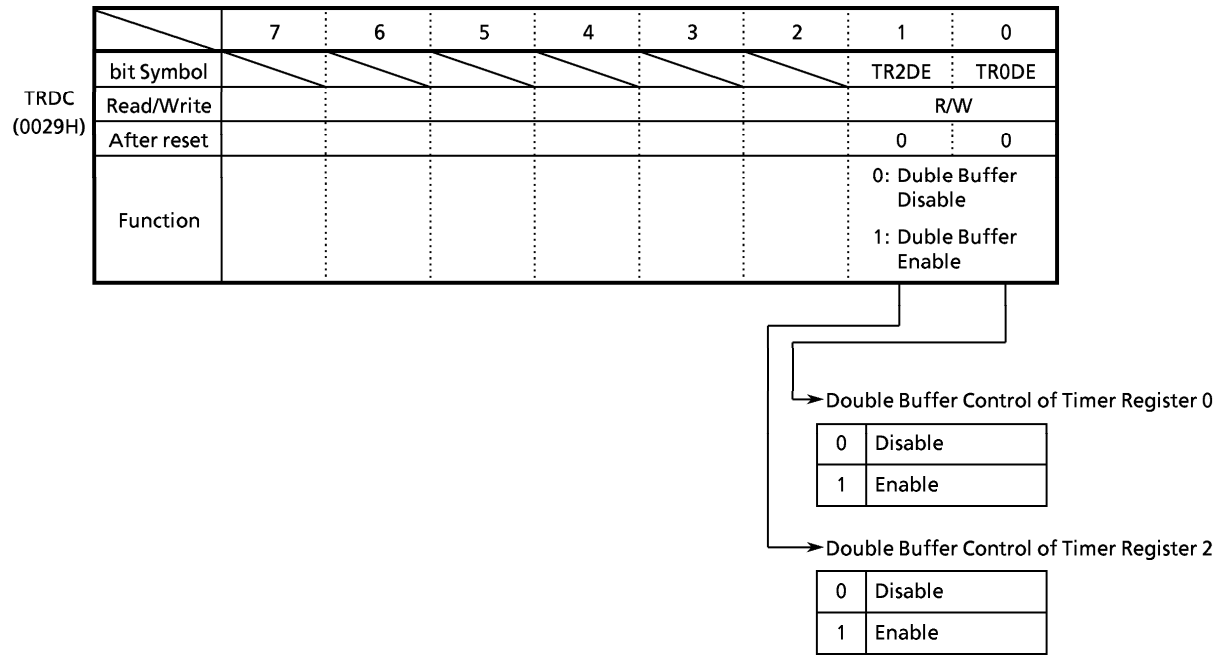 7 6 5 4 3 2 1 0
bit Symbol TR2DE TR0DE
TRDC
(0029H)
Read/Write R/W
After reset 0 0
Function
0: Duble Buffer
Disable
1: Duble Buffer
Enable
Double Buffer Control of Timer Register 0
0 Disable
1 Enable
Double Buffer Control of Timer Register 2
0 Disable
1 Enable